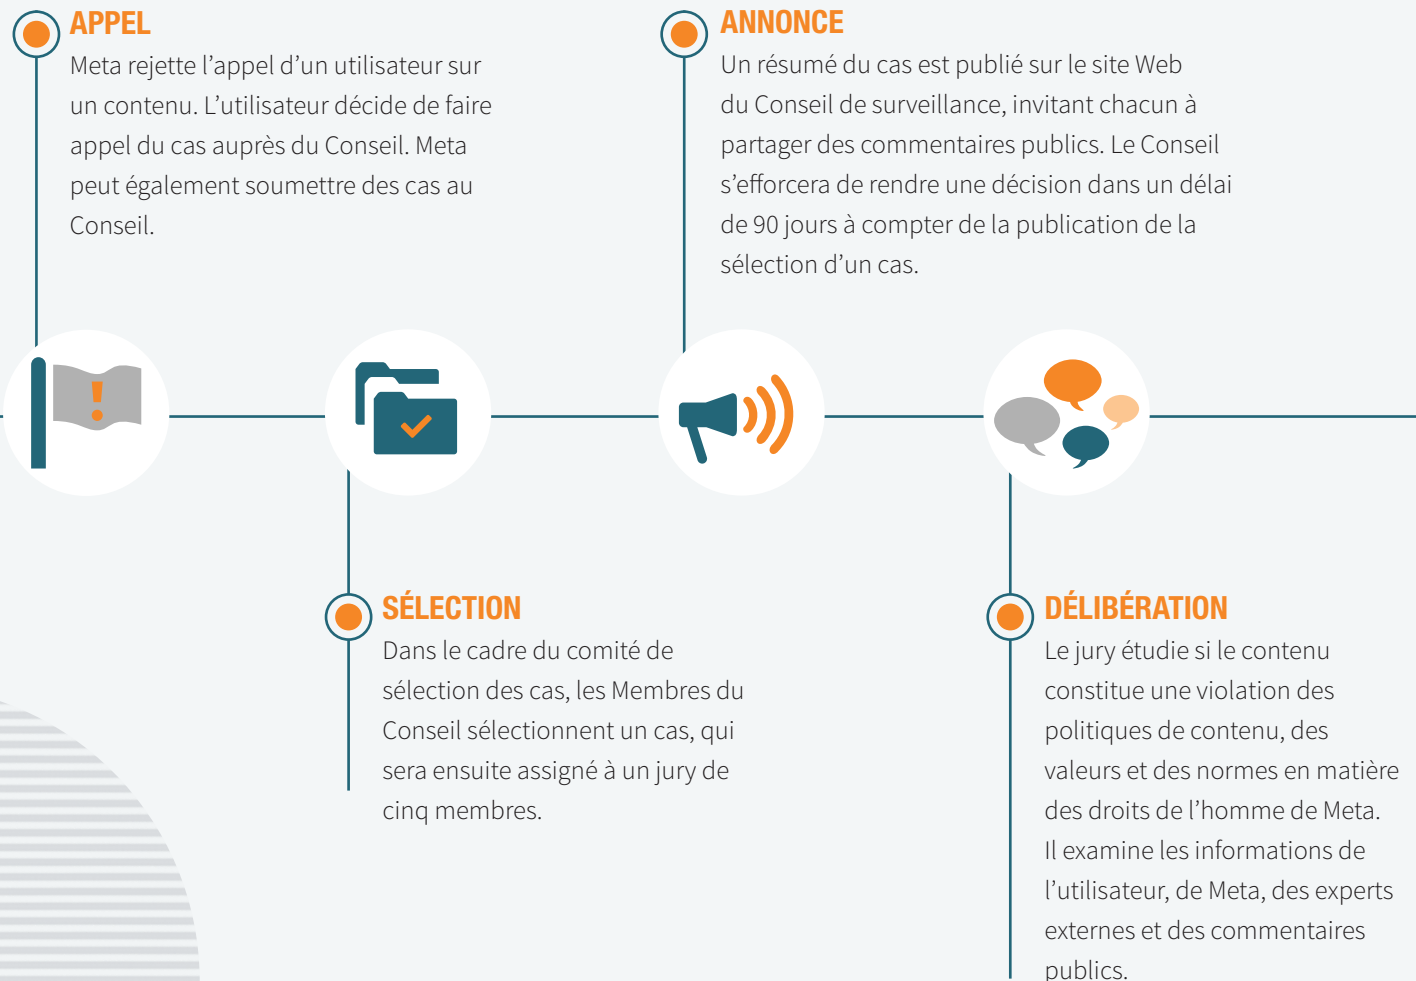 APPEL
Meta rejette l’appel d’un utilisateur sur
un contenu. L’utilisateur décide de faire
appel du cas auprès du Conseil. Meta
peut également soumettre des cas au
Conseil.
SÉLECTION
Dans le cadre du comité de
sélection des cas, les Membres du
Conseil sélectionnent un cas, qui
sera ensuite assigné à un jury de
cinq membres.
ANNONCE
Un résumé du cas est publié sur le site Web
du Conseil de surveillance, invitant chacun à
partager des commentaires publics. Le Conseil
s’efforcera de rendre une décision dans un délai
de 90 jours à compter de la publication de la
sélection d’un cas.
DÉLIBÉRATION
Le jury étudie si le contenu
constitue une violation des
politiques de contenu, des
valeurs et des normes en matière
des droits de l’homme de Meta.
Il examine les informations de
l’utilisateur, de Meta, des experts
externes et des commentaires
publics.